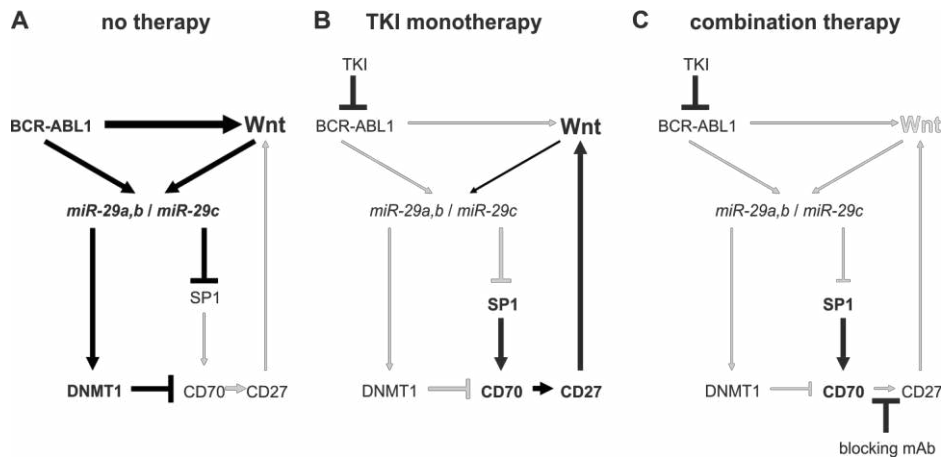 A no therapy
BCR-ABL1 Wnt
miR-29a,b / miR-29c
SP1
DNMT1 CD70 CD27
B TKI monotherapy
TKI
BCR-ABL1 Wnt
miR-29a,b / miR-29c
SP1
DNMT1 CD70 CD27
C combination therapy
TKI
BCR-ABL1 Wnt
miR-29a,b / miR-29c
SP1
DNMT1 CD70 CD27
blocking mAb